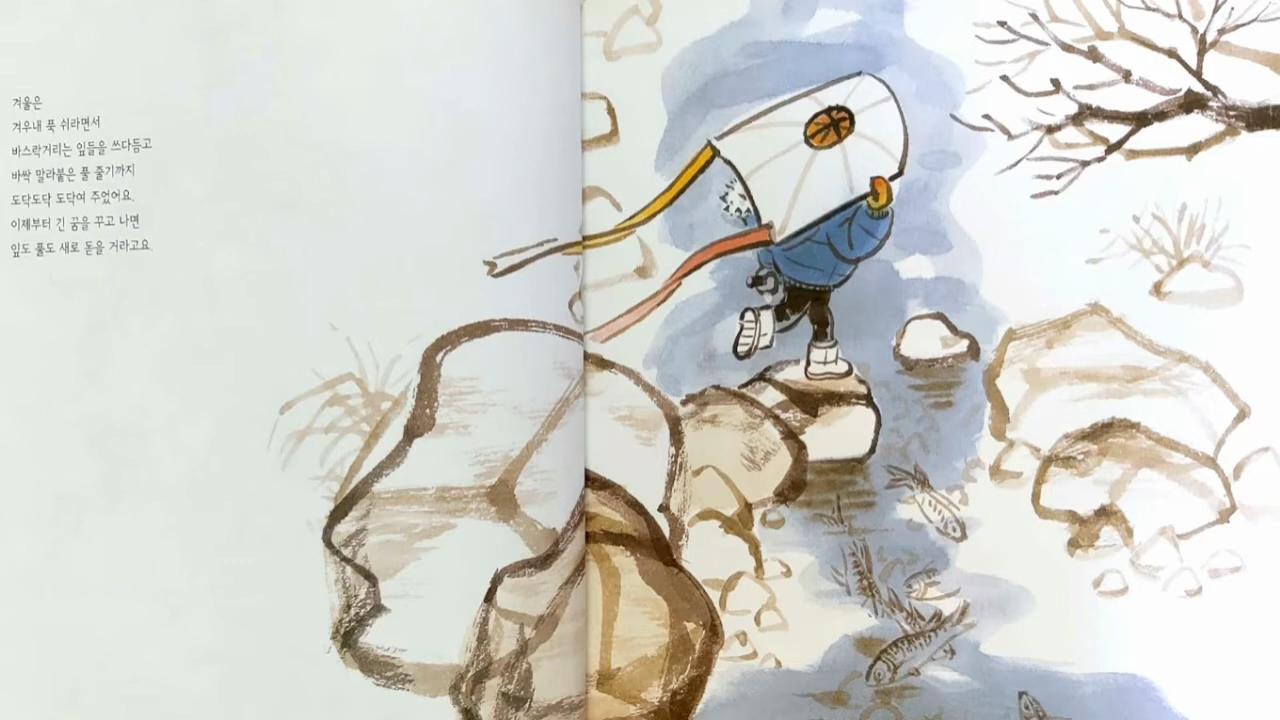 겨울은
겨우내 푹 쉬라면서
바스락거리는 잎들을 쓰다듬고
바싹 말라붙은 풀 줄기까지
도닥도닥 도닥여 주었어요.
이제부터 긴 꿈을 꾸고 나면
잎도 풀도 새로 돋을 거라고요.